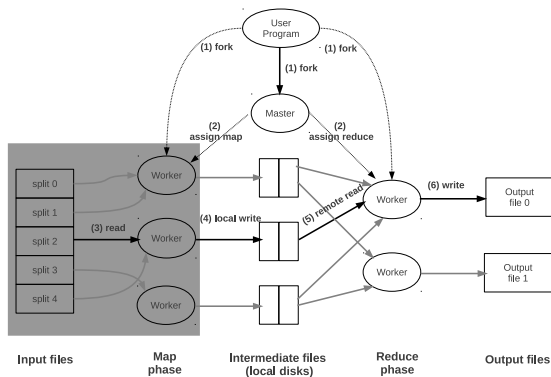 User
Program
(1) fork
(1) fork
(1) fork
Master
(2)
assign map
(2)
assign reduce
split 0
split 1
split 2
split 3
split 4
(3) read
Worker
Worker
Worker
(4) local write
(5) remote read
Worker
Worker
(6) write
Output
file 0
Output
file 1
Input files
Map
phase
Intermediate files
(local disks)
Reduce
phase
Output files